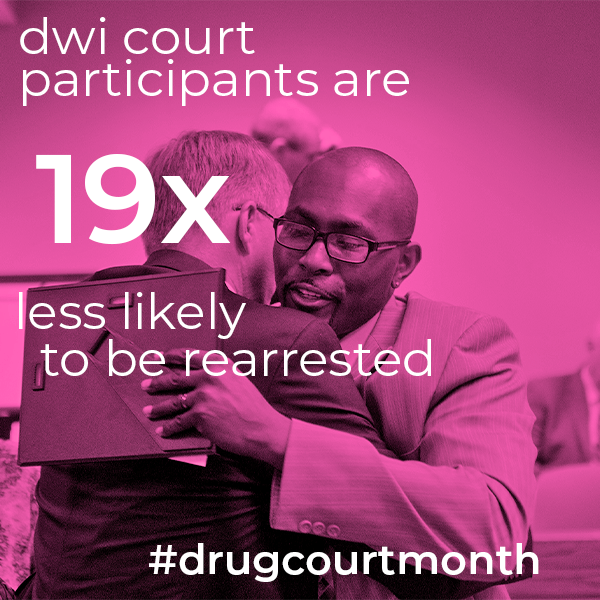 dwi court
participants are
19x
less likely
to be rearrested
#drugcourtmonth